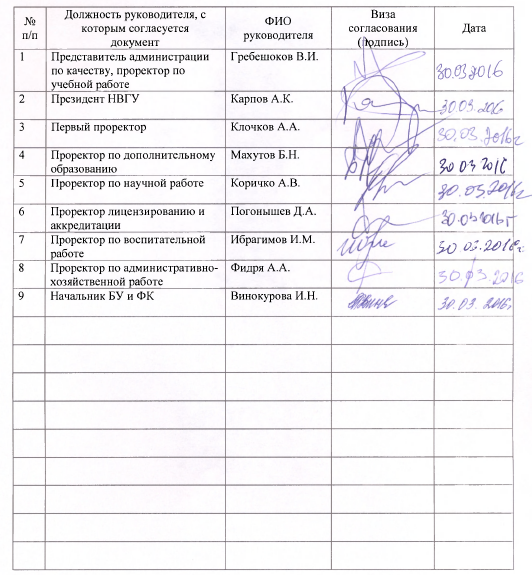 № п/п Должность руководителя, с которым согласуется документ ФИО руководителя Виза согласования (подпись) Дата
1 Представитель администрации по качеству, проректор по учебной работе Гребешоков В.И. 30.03.2016
2 Президент НВГУ Карпов А.К. 30.03.2016
3 Первый проректор Клочков А.А. 30.03.2016г
4 Махутов Б.Н. Проректор по дополнительному образованию 30 03 2016
5 Проректор по научной работе Коричко А.В. 30.03.2016г
6 Проректор лицензированию и аккредитации Погонышев Д.А. 30.03.2016г
7 Проректор по воспитательной работе Ибрагимов И.М. 30.03.2016г
8 Проректор по административно-хозяйственной работе Фидря А.А. 30.03.2016
9 Начальник БУ и ФК Винокурова И.Н. 30.03.2016г.